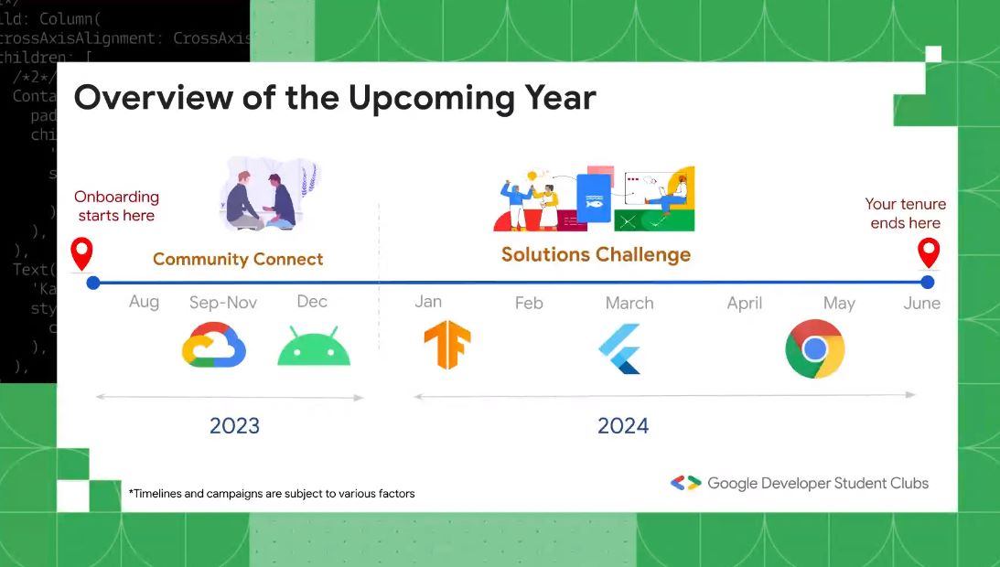 ild: Column(
crossAxisAlignment: CrossAxis
children: [
/*2*/
Conta
pad
chi
s
),
),
Text(
'Ka
sty
c
),
),
Overview of the Upcoming Year
Onboarding
starts here
Your tenure
ends here
Community Connect
Solutions Challenge
Aug Sep-Nov Dec Jan Feb March April May June
2023 2024
*Timelines and campaigns are subject to various factors
Google Developer Student Clubs